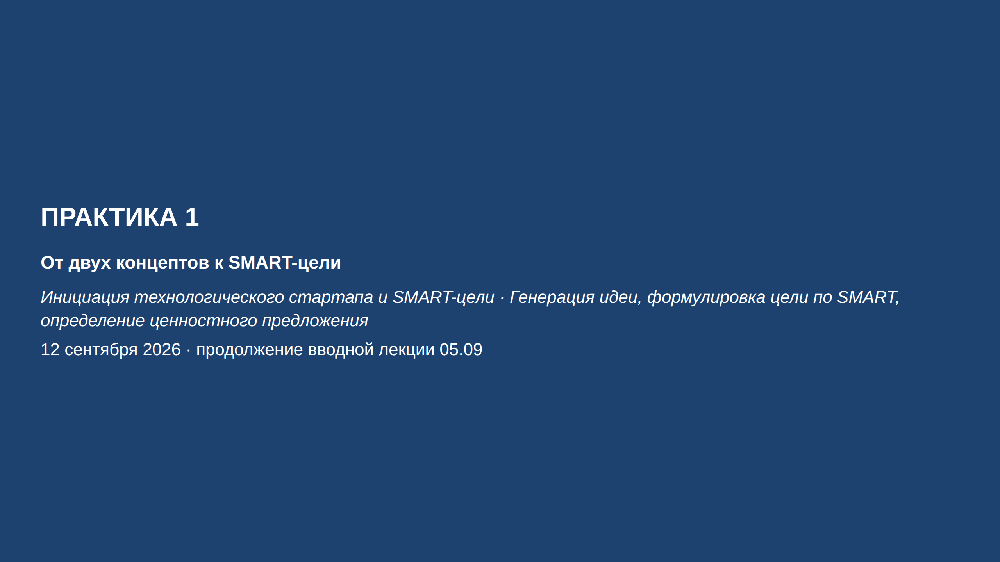 ПРАКТИКА 1
От двух концептов к SMART-цели
Инициация технологического стартапа и SMART-цели · Генерация идеи, формулировка цели по SMART,
определение ценностного предложения
12 сентября 2026 · продолжение вводной лекции 05.09